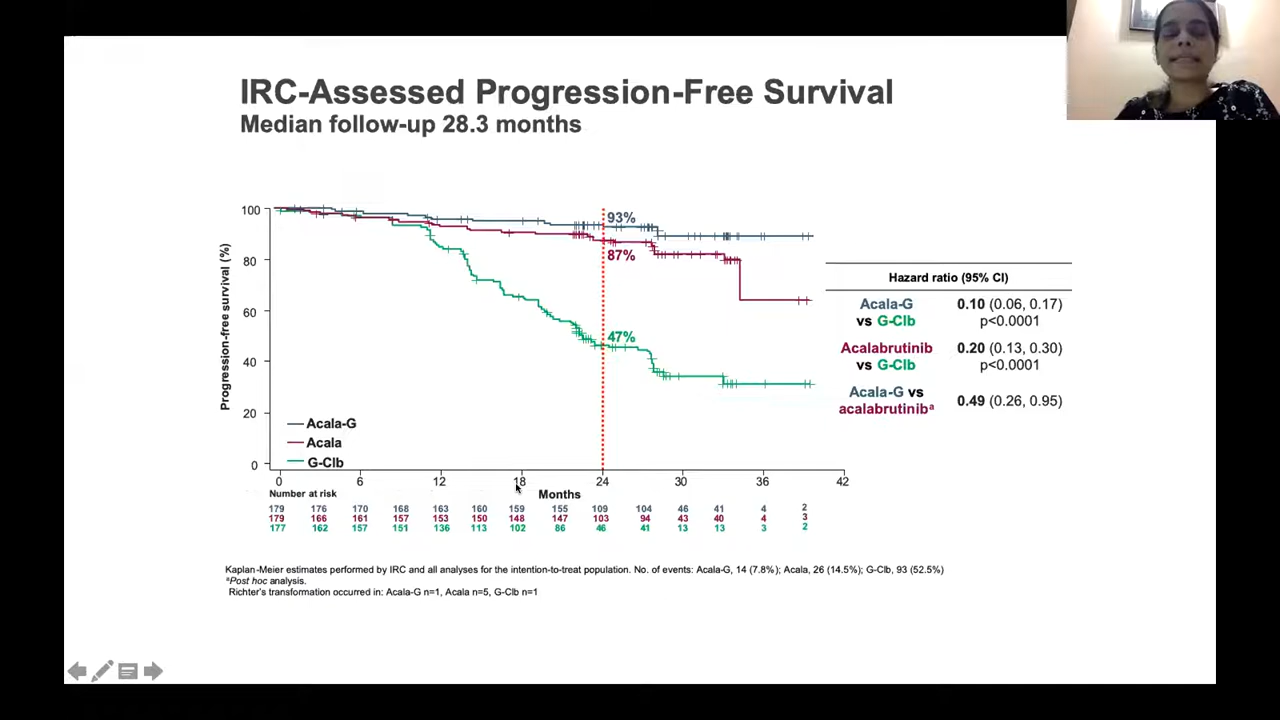 IRC-Assessed Progression-Free Survival
Median follow-up 28.3 months
Progression-free survival (%)
100
80
60
40
20
0
93%
87%
47%
Acala-G
Acala
G-Clb
0 6 12 18 24 30 36 42
Months
Number at risk
179 176 170 168 163 160 159 155 109 104 46 41 4 2
179 166 161 157 153 150 148 147 103 94 43 40 4 3
177 162 157 151 136 113 102 86 46 41 13 13 3 2
Hazard ratio (95% CI)
Acala-G vs G-Clb 0.10 (0.06, 0.17) p<0.0001
Acalabrutinib vs G-Clb 0.20 (0.13, 0.30) p<0.0001
Acala-G vs acalabrutinibᵃ 0.49 (0.26, 0.95)
Kaplan-Meier estimates performed by IRC and all analyses for the intention-to-treat population. No. of events: Acala-G, 14 (7.8%); Acala, 26 (14.5%); G-Clb, 93 (52.5%)
ᵃPost hoc analysis.
Richter's transformation occurred in: Acala-G n=1, Acala n=5, G-Clb n=1